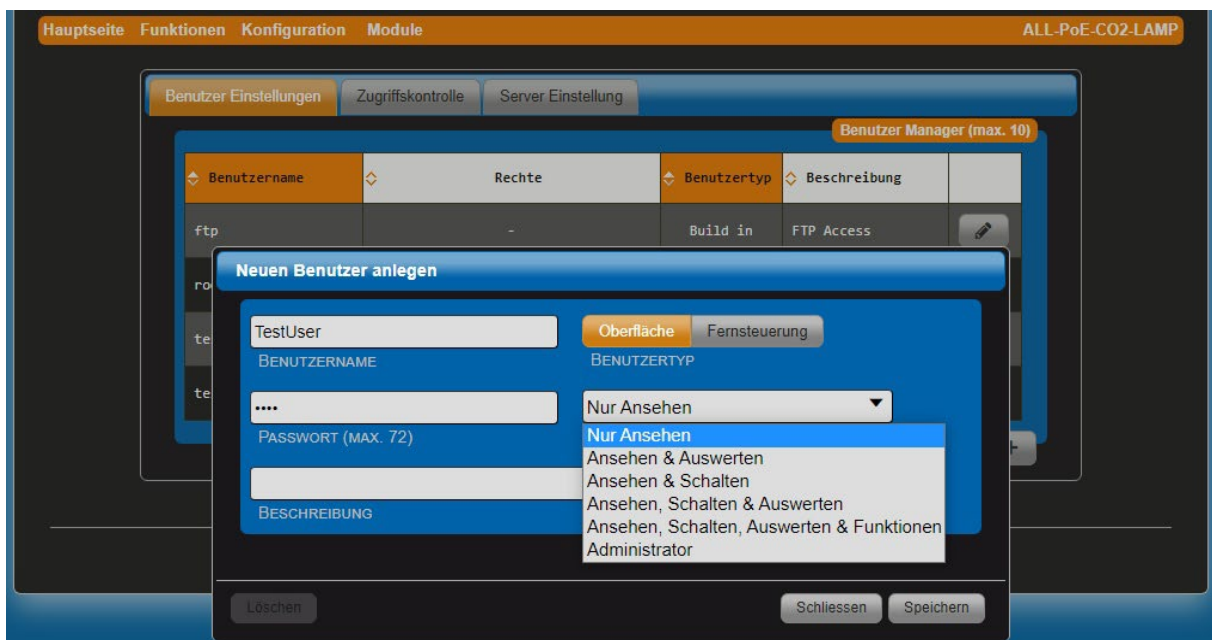 Hauptseite Funktionen Konfiguration Module ALL-PoE-CO2-LAMP
Benutzer Einstellungen Zugriffskontrolle Server Einstellung
Benutzer Manager (max. 10)
Benutzername Rechte Benutzertyp Beschreibung
ftp - Build in FTP Access
Neuen Benutzer anlegen
ro
te
te
TestUser
BENUTZERNAME
Oberfläche Fernsteuerung
BENUTZERTYP
••••
PASSWORT (MAX. 72)
BESCHREIBUNG
Nur Ansehen
Nur Ansehen
Ansehen & Auswerten
Ansehen & Schalten
Ansehen, Schalten & Auswerten
Ansehen, Schalten, Auswerten & Funktionen
Administrator
Löschen Schliessen Speichern